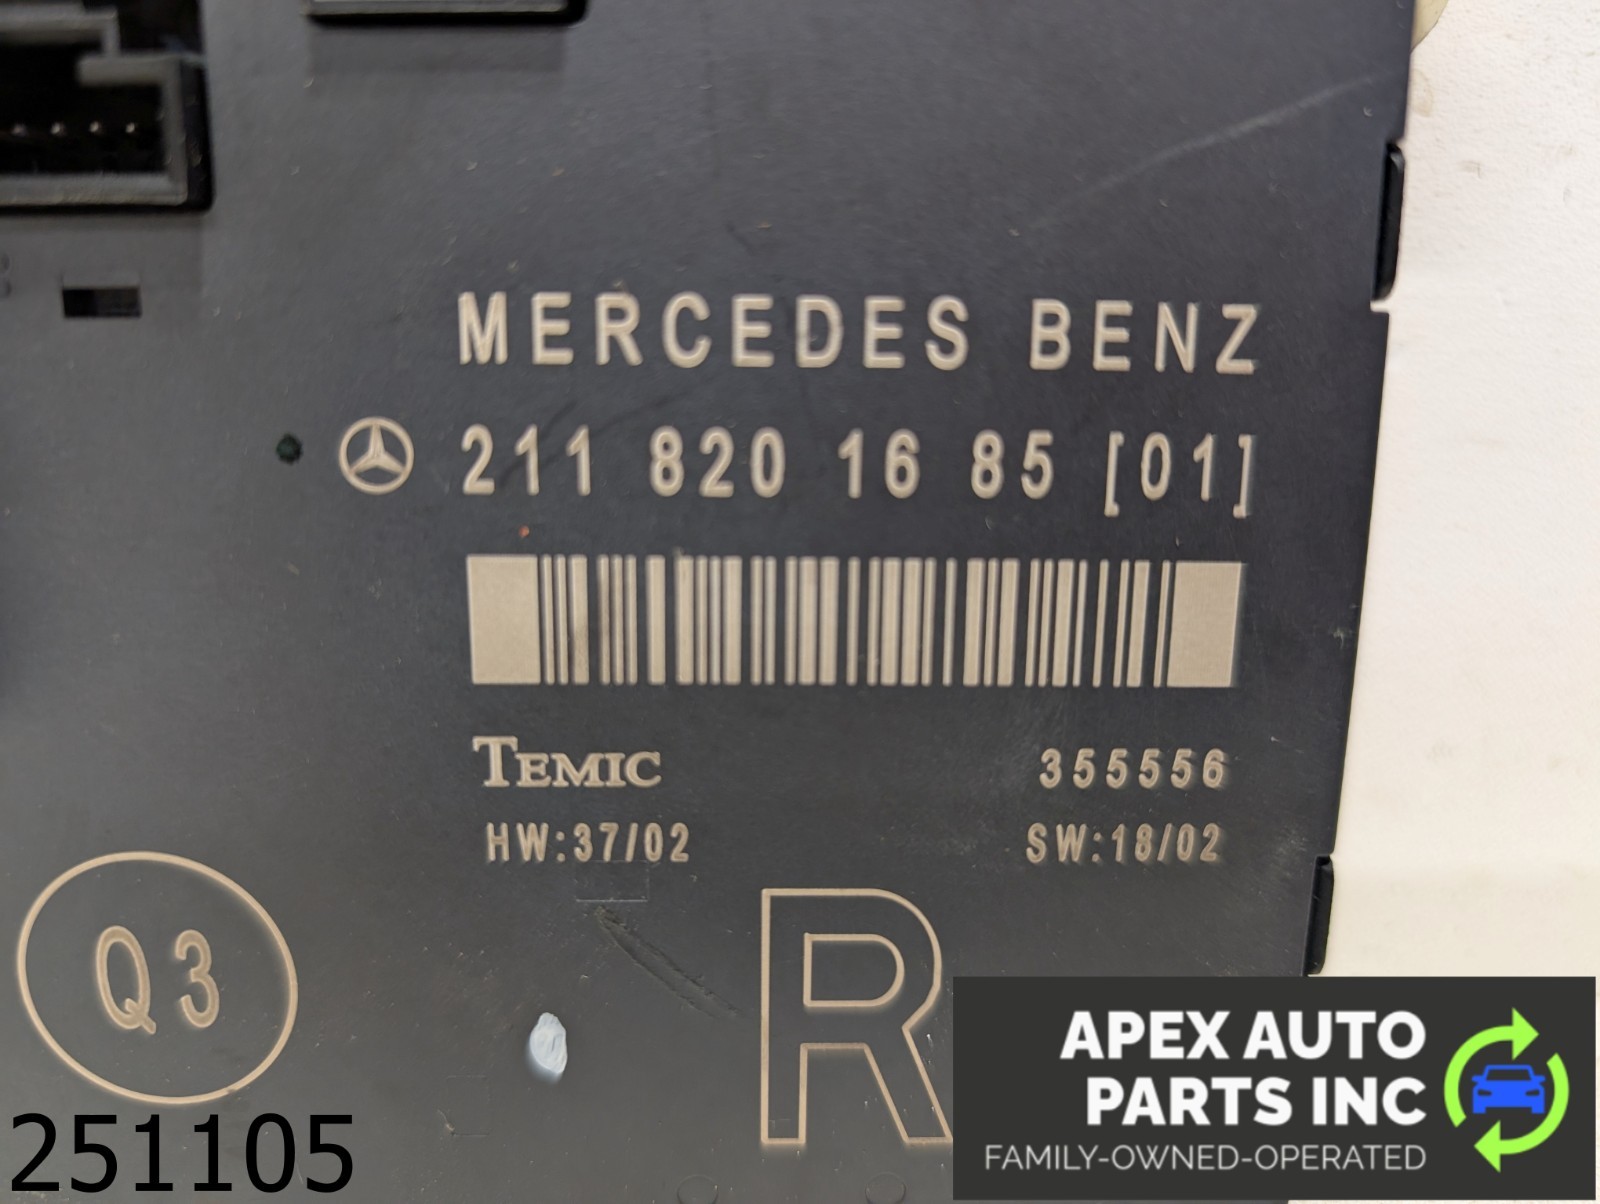 MERCEDES BENZ
211 820 16 85 [01]
TEMIC
355556
HW:37/02
SW:18/02
Q3
R
251105
APEX AUTO
PARTS INC
FAMILY-OWNED-OPERATED